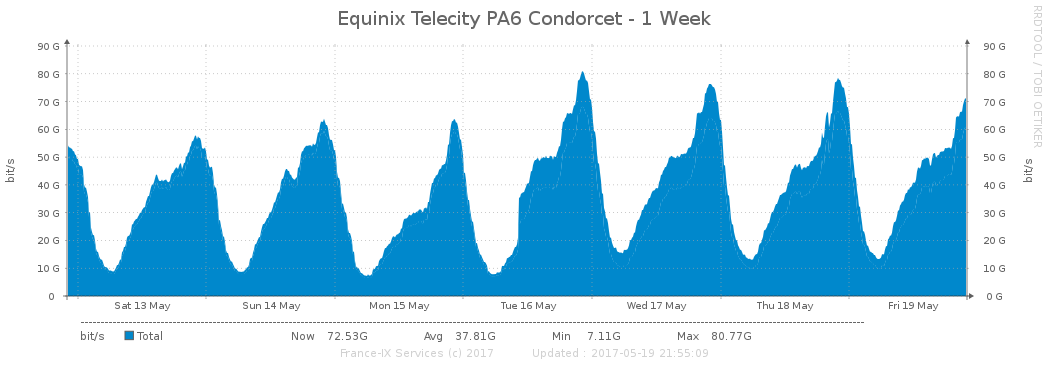 Equinix Telecity PA6 Condorcet - 1 Week
RRDTOOL / TOBI OETIKER
bit/s
90 G
80 G
70 G
60 G
50 G
40 G
30 G
20 G
10 G
0
90 G
80 G
70 G
60 G
50 G
40 G
30 G
20 G
10 G
0 G
bit/s
Sat 13 May Sun 14 May Mon 15 May Tue 16 May Wed 17 May Thu 18 May Fri 19 May
bit/s Total Now 72.53G Avg 37.81G Min 7.11G Max 80.77G
France-IX Services (c) 2017 Updated : 2017-05-19 21:55:09